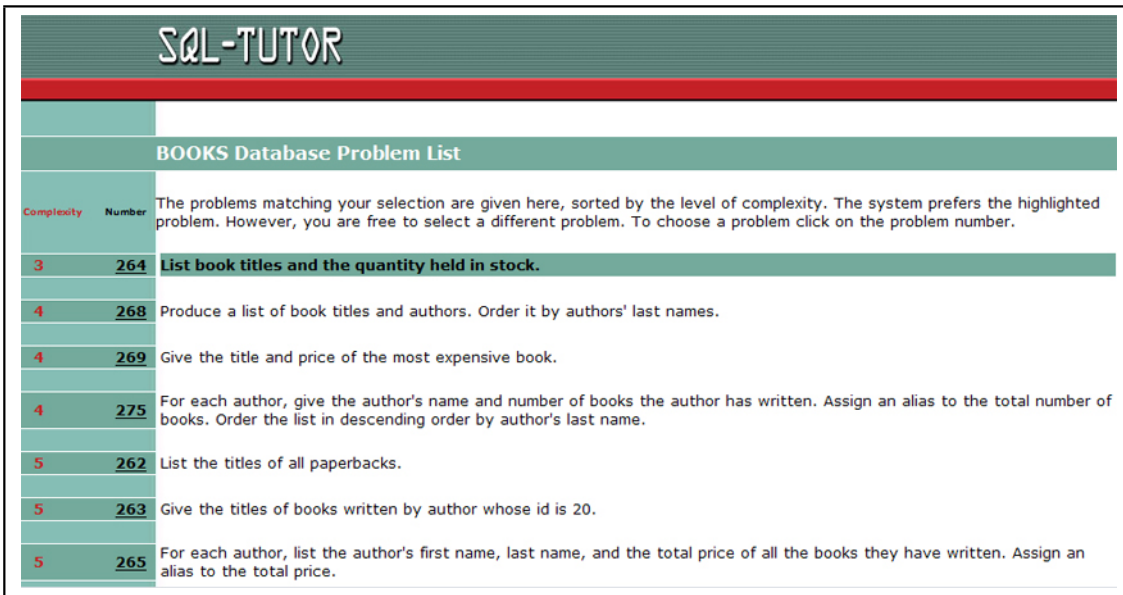 SQL-TUTOR
BOOKS Database Problem List
Complexity Number The problems matching your selection are given here, sorted by the level of complexity. The system prefers the highlighted
problem. However, you are free to select a different problem. To choose a problem click on the problem number.
3 264 List book titles and the quantity held in stock.
4 268 Produce a list of book titles and authors. Order it by authors' last names.
4 269 Give the title and price of the most expensive book.
4 275 For each author, give the author's name and number of books the author has written. Assign an alias to the total number of
books. Order the list in descending order by author's last name.
5 262 List the titles of all paperbacks.
5 263 Give the titles of books written by author whose id is 20.
5 265 For each author, list the author's first name, last name, and the total price of all the books they have written. Assign an
alias to the total price.